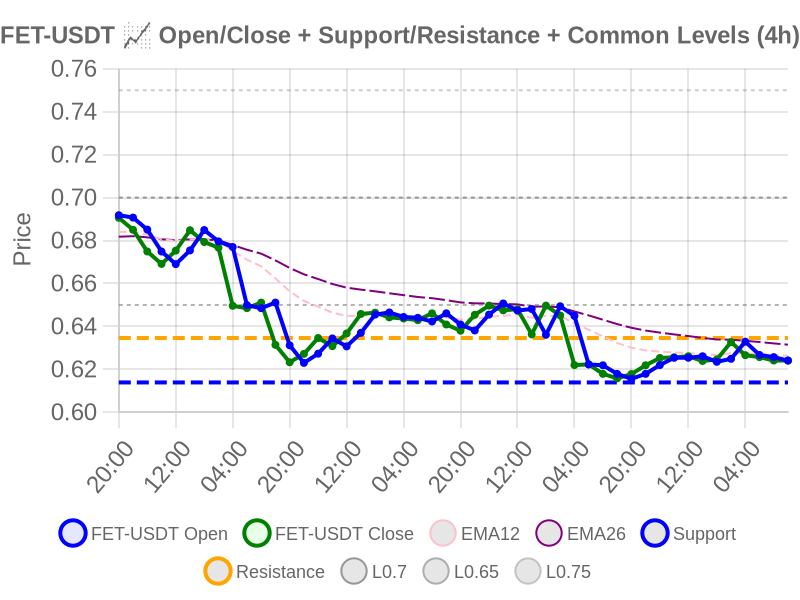 FET-USDT 📈 Open/Close + Support/Resistance + Common Levels (4h)
0.76
0.74
0.72
0.70
0.68
0.66
0.64
0.62
0.60
Price
20:00 12:00 04:00 20:00 12:00 04:00 20:00 12:00 04:00 20:00 12:00 04:00
FET-USDT Open FET-USDT Close EMA12 EMA26 Support
Resistance L0.7 L0.65 L0.75